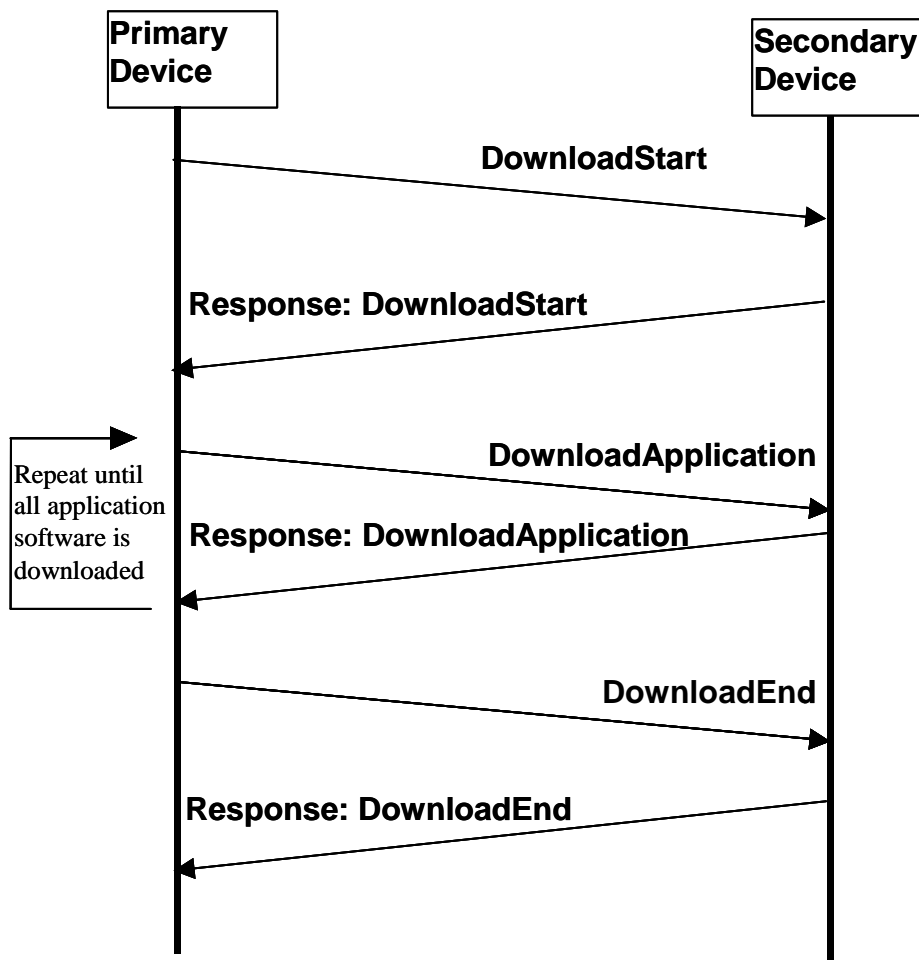 Primary
Device
Secondary
Device
DownloadStart
Response: DownloadStart
DownloadApplication
Repeat until
all application
software is
downloaded
Response: DownloadApplication
DownloadEnd
Response: DownloadEnd